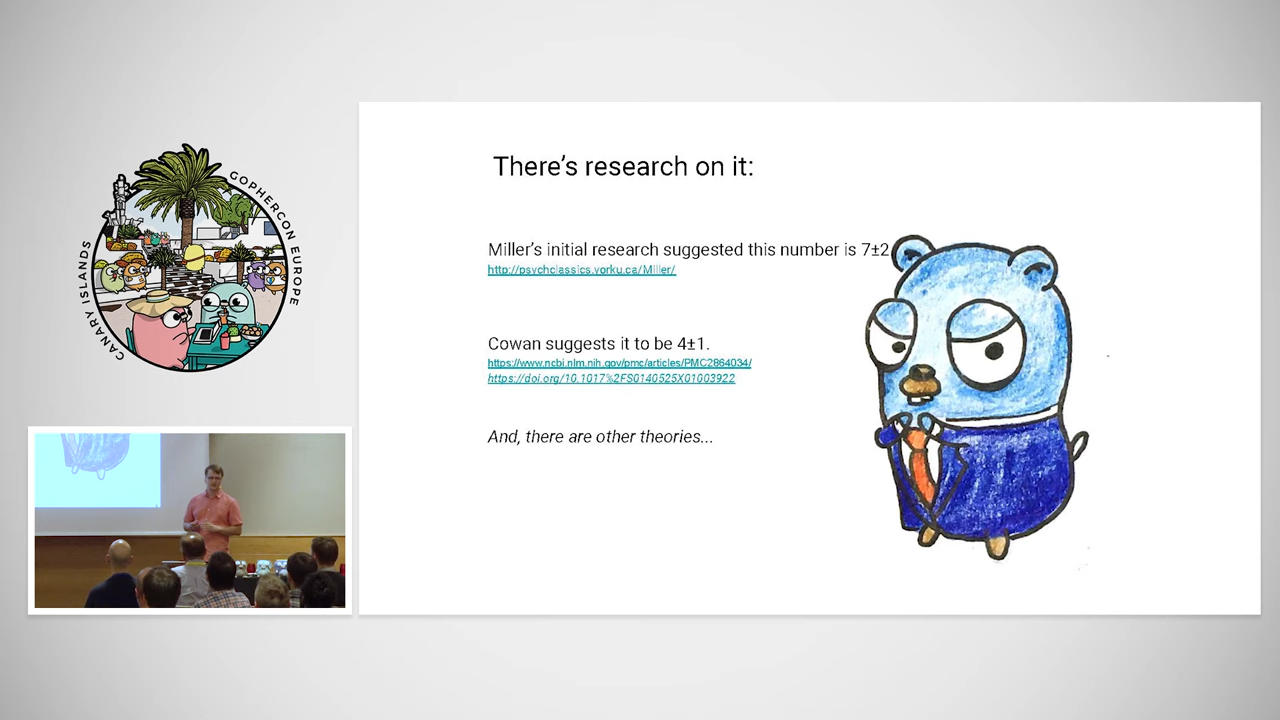 CANARY ISLANDS
GOPHERCON EUROPE
There's research on it:
Miller's initial research suggested this number is 7±2
http://psychclassics.yorku.ca/Miller/
Cowan suggests it to be 4±1.
https://www.ncbi.nlm.nih.gov/pmc/articles/PMC2864034/
https://doi.org/10.1017%2FS0140525X01003922
And, there are other theories...